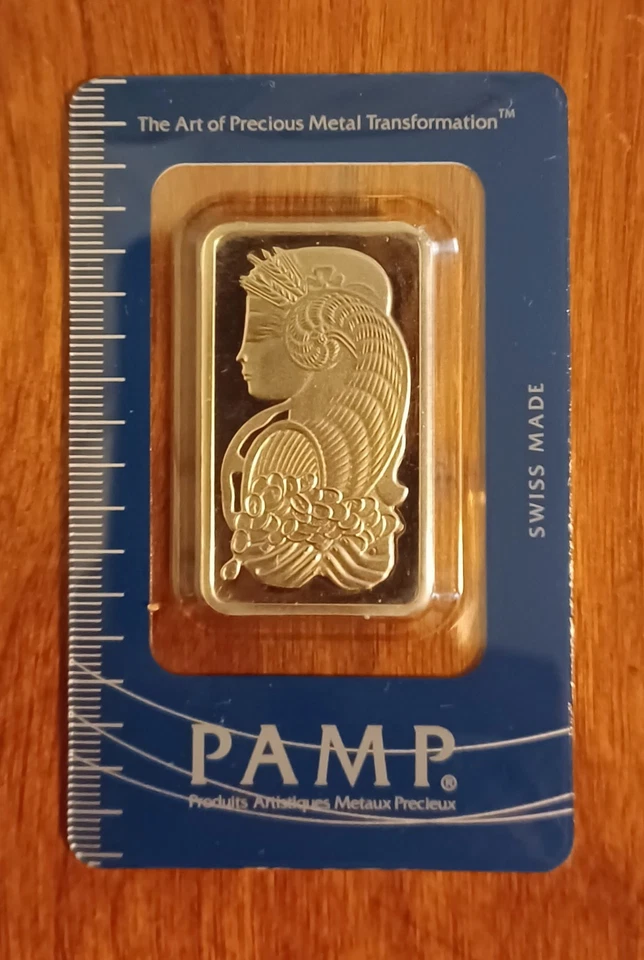 The Art of Precious Metal Transformation™
SWISS MADE
PAMP®
Produits Artistiques Metaux Precieux